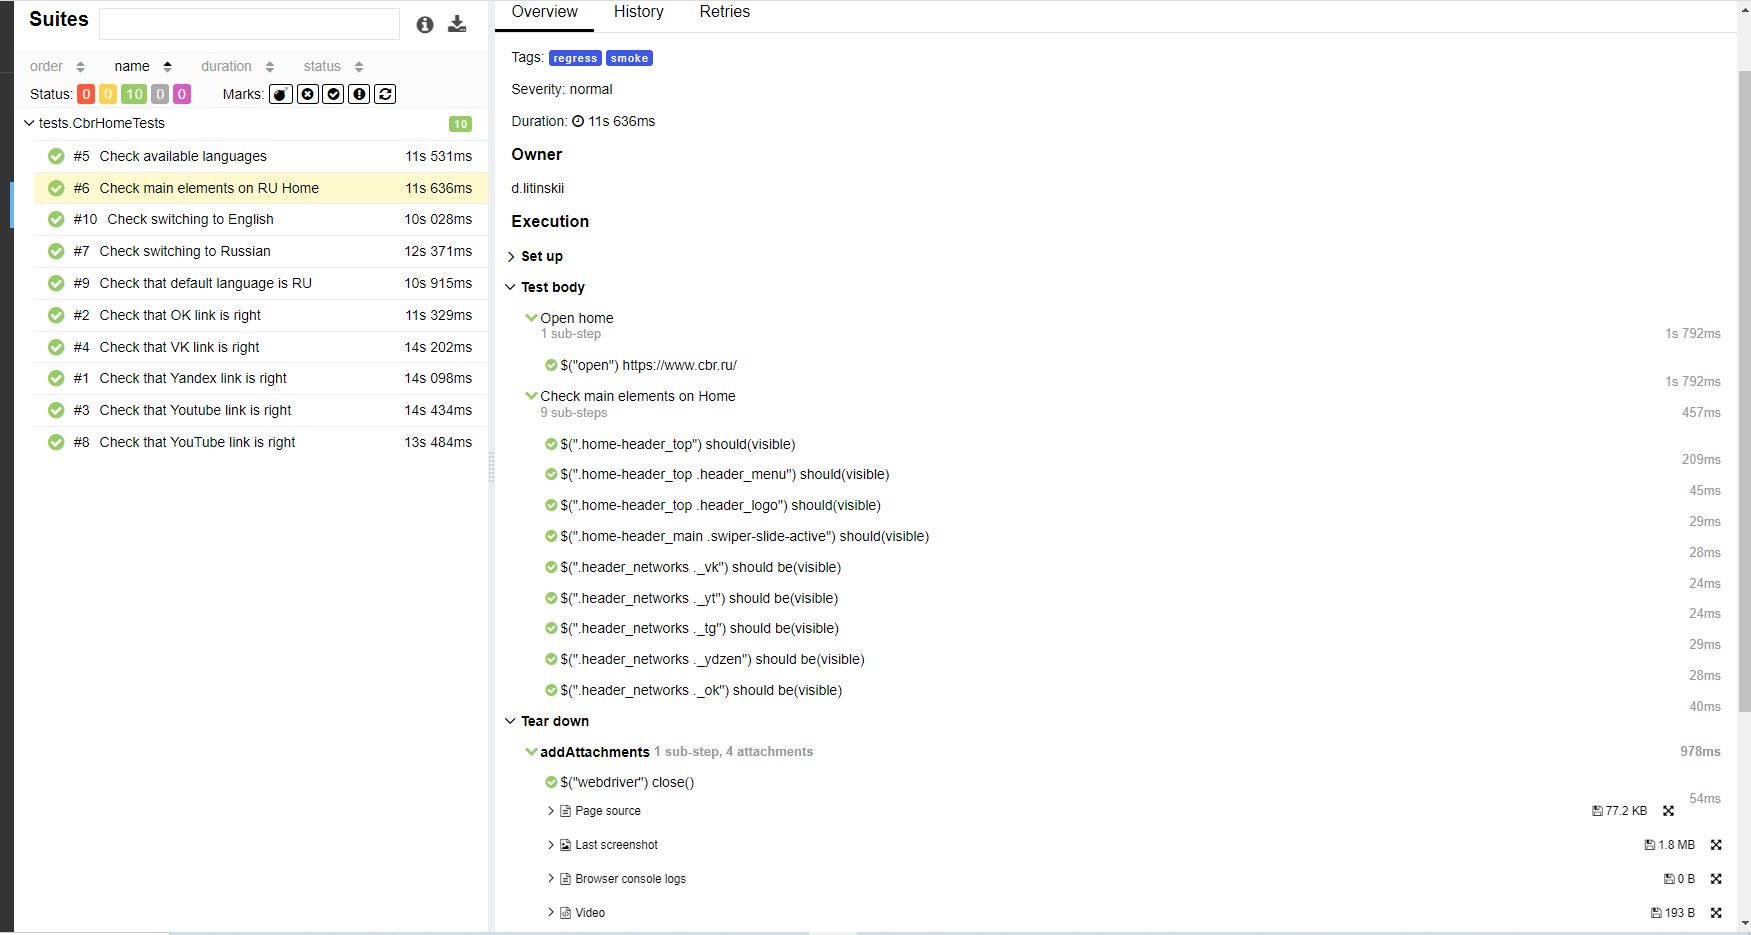 Suites
order name duration status
Status: 0 0 10 0 0 Marks:
tests.CbrHomeTests 10
#5 Check available languages 11s 531ms
#6 Check main elements on RU Home 11s 636ms
#10 Check switching to English 10s 028ms
#7 Check switching to Russian 12s 371ms
#9 Check that default language is RU 10s 915ms
#2 Check that OK link is right 11s 329ms
#4 Check that VK link is right 14s 202ms
#1 Check that Yandex link is right 14s 098ms
#3 Check that Youtube link is right 14s 434ms
#8 Check that YouTube link is right 13s 484ms
Overview History Retries
Tags: regress smoke
Severity: normal
Duration: 11s 636ms
Owner
d.litinskii
Execution
Set up
Test body
Open home
1 sub-step 1s 792ms
$("open") https://www.cbr.ru/
1s 792ms
Check main elements on Home
9 sub-steps 457ms
$(".home-header_top") should(visible)
209ms
$(".home-header_top .header_menu") should(visible)
45ms
$(".home-header_top .header_logo") should(visible)
29ms
$(".home-header_main .swiper-slide-active") should(visible)
28ms
$(".header_networks ._vk") should be(visible)
24ms
$(".header_networks ._yt") should be(visible)
24ms
$(".header_networks ._tg") should be(visible)
29ms
$(".header_networks ._ydzen") should be(visible)
28ms
$(".header_networks ._ok") should be(visible)
40ms
Tear down
addAttachments 1 sub-step, 4 attachments 978ms
$("webdriver") close()
54ms
Page source 77.2 KB
Last screenshot 1.8 MB
Browser console logs 0 B
Video 193 B